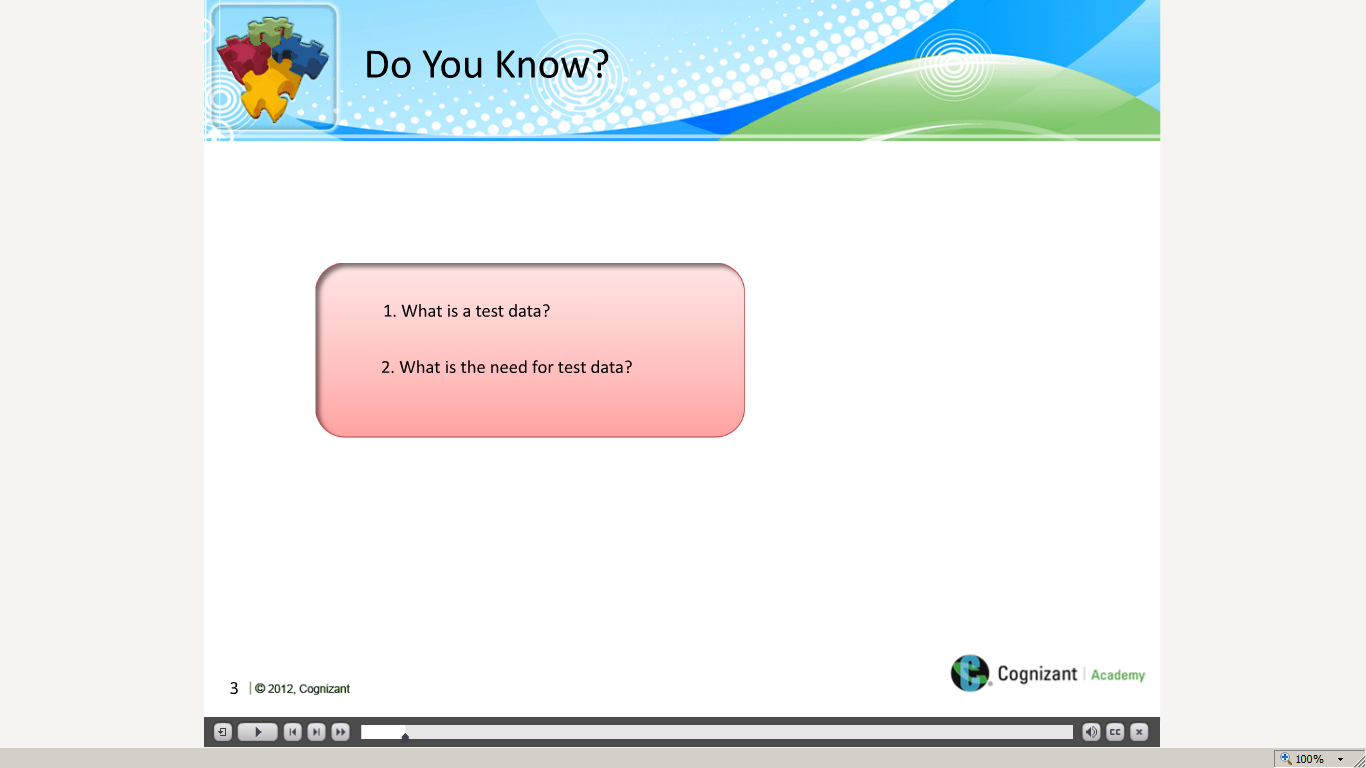 Do You Know?
1. What is a test data?
2. What is the need for test data?
3 | © 2012, Cognizant
Cognizant | Academy
CC
100%